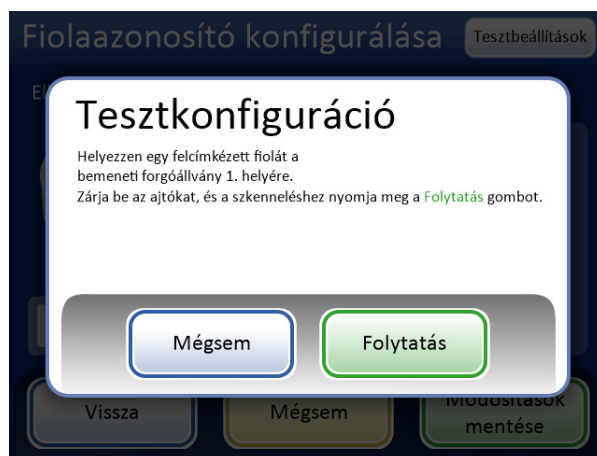 Fiolaazonosító konfigurálása
Tesztbeállítások
Tesztkonfiguráció
Helyezzen egy felcímkézett fiolát a
bemeneti forgóállvány 1. helyére.
Zárja be az ajtókat, és a szkenneléshez nyomja meg a Folytatás gombot.
Mégsem
Folytatás
Vissza
Mégsem
Módosítások
mentése